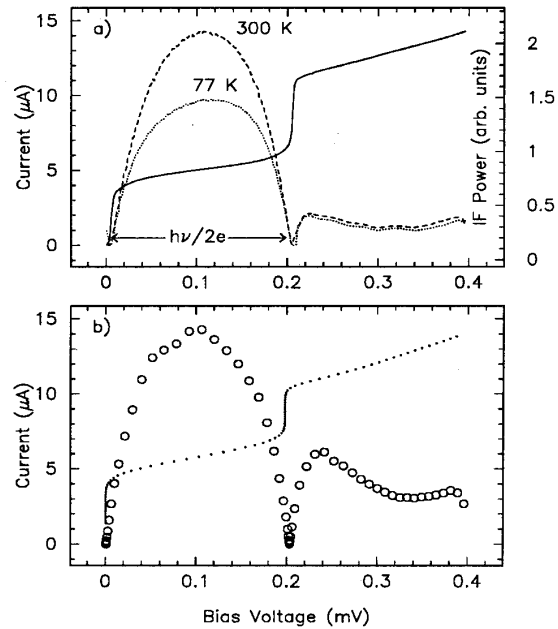 a)
300 K
77 K
hν/2e
Current (μA)
15
10
5
0
IF Power (arb. units)
2
1.5
1
0.5
0
0
0.1
0.2
0.3
0.4
b)
Current (μA)
15
10
5
0
0
0.1
0.2
0.3
0.4
Bias Voltage (mV)